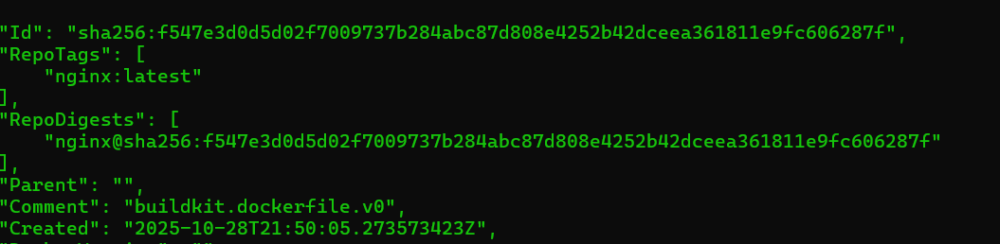 "Id": "sha256:f547e3d0d5d02f7009737b284abc87d808e4252b42dceea361811e9fc606287f",
"RepoTags": [
"nginx:latest"
],
"RepoDigests": [
"nginx@sha256:f547e3d0d5d02f7009737b284abc87d808e4252b42dceea361811e9fc606287f"
],
"Parent": "",
"Comment": "buildkit.dockerfile.v0",
"Created": "2025-10-28T21:50:05.273573423Z",